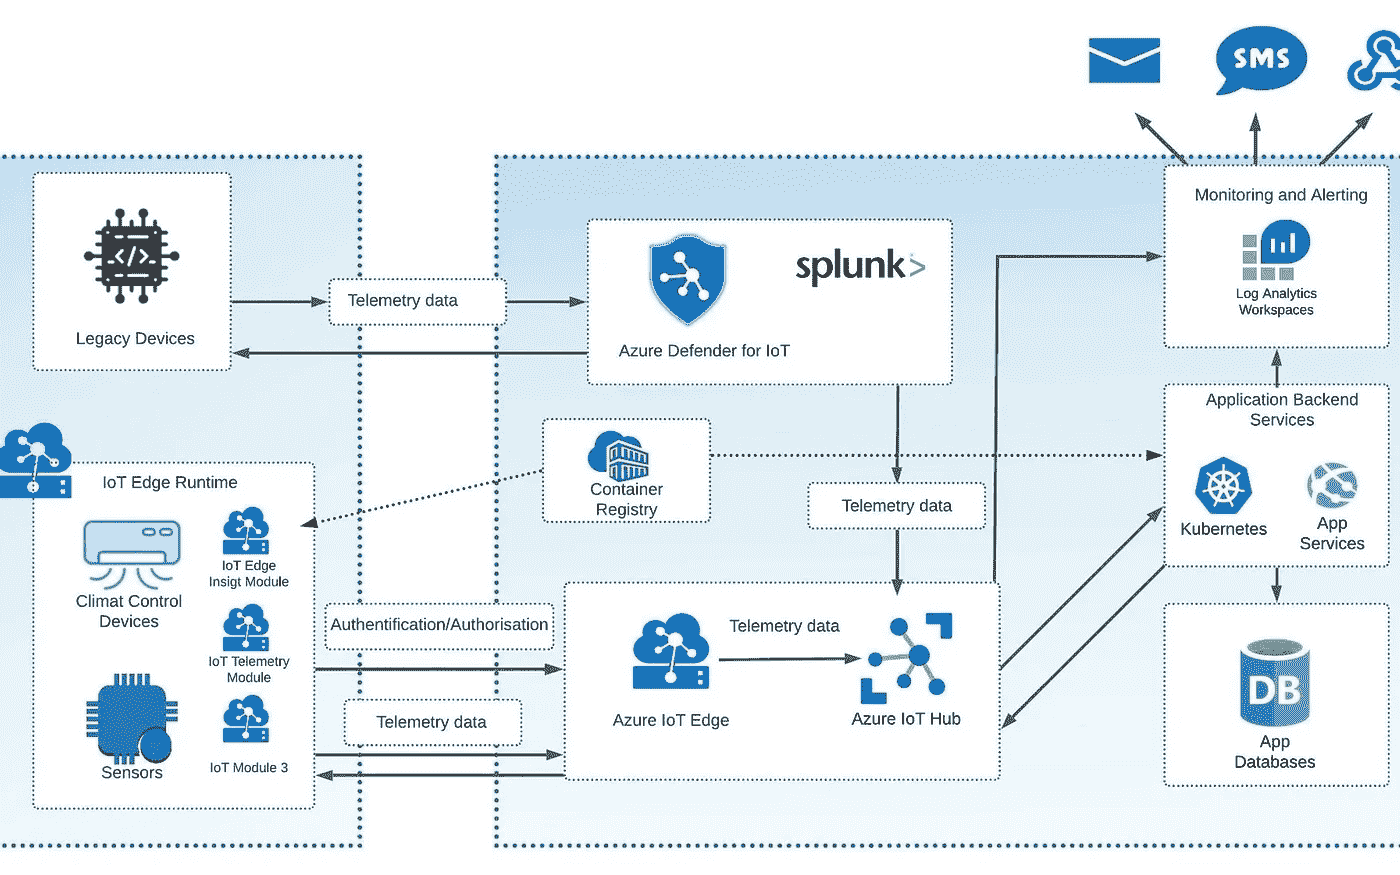 SMS
Monitoring and Alerting
Log Analytics
Workspaces
</>
Legacy Devices
Telemetry data
splunk>
Azure Defender for IoT
Application Backend
Services
Kubernetes
App
Services
Container
Registry
Telemetry data
IoT Edge Runtime
IoT Edge
Insigt Module
Climat Control
Devices
IoT Telemetry
Module
Sensors
IoT Module 3
Authentification/Authorisation
Telemetry data
Telemetry data
Azure IoT Edge
Azure IoT Hub
DB
App
Databases